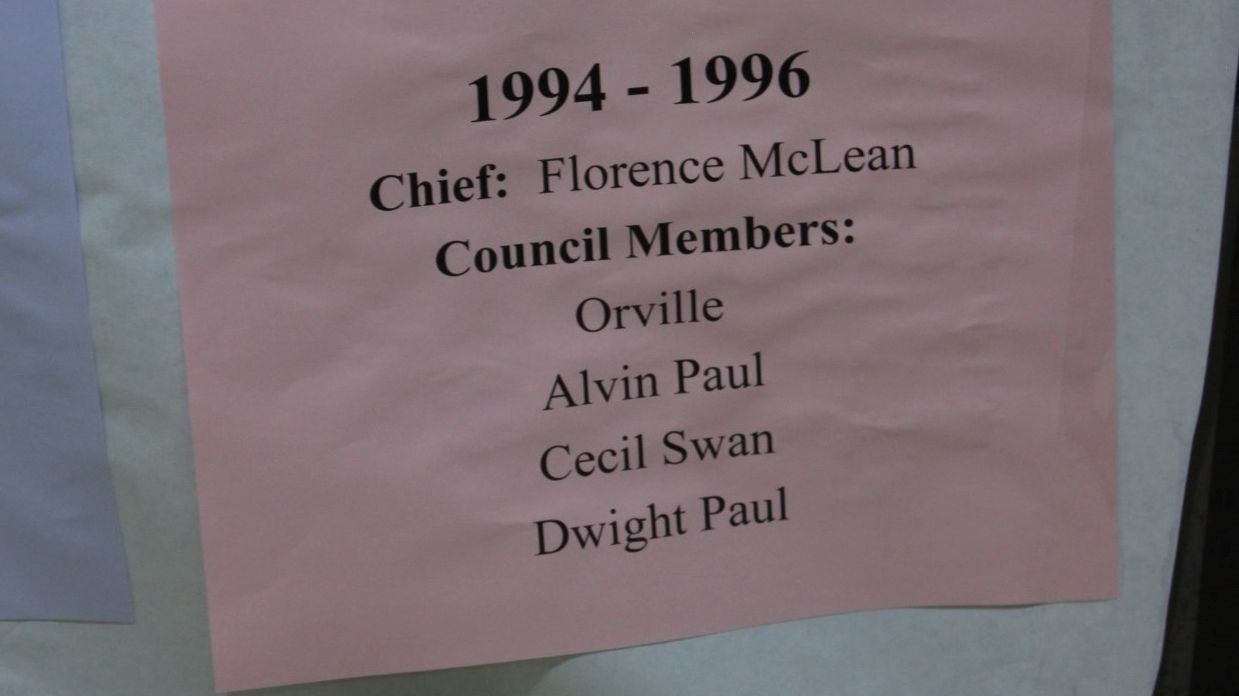 1994 - 1996
Chief: Florence McLean
Council Members:
Orville
Alvin Paul
Cecil Swan
Dwight Paul